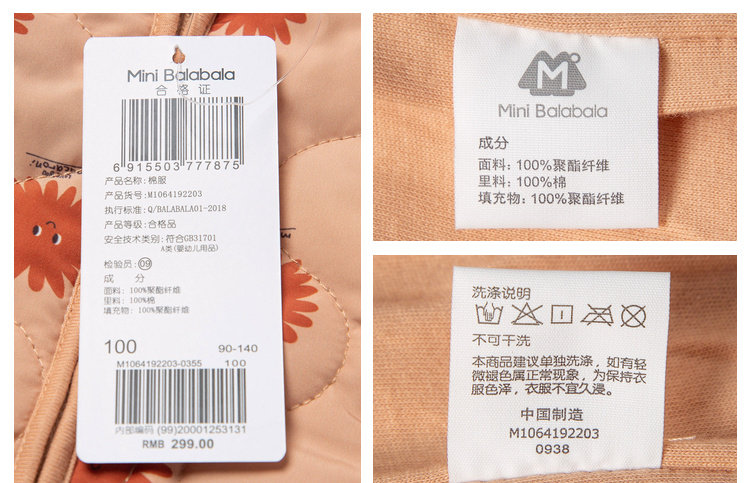 Mini Balabala
合格证
6 915503 777875
产品名称:棉服
产品货号:M1064192203
执行标准:Q/BALABALA01-2018
产品等级:合格品
安全技术类别:符合GB31701
A类(婴幼儿用品)
检验员:09
成 分
面料:100%聚酯纤维
里料:100%棉
填充物:100%聚酯纤维
100 90-140
M1064192203-0355 100
内部编码 (99)20001253131
RMB 299.00
M
Mini Balabala
成分
面料:100%聚酯纤维
里料:100%棉
填充物:100%聚酯纤维
洗涤说明
不可干洗
本商品建议单独洗涤,如有轻
微褪色属正常现象,为保持衣
服色泽,衣服不宜久浸。
中国制造
M1064192203
0938